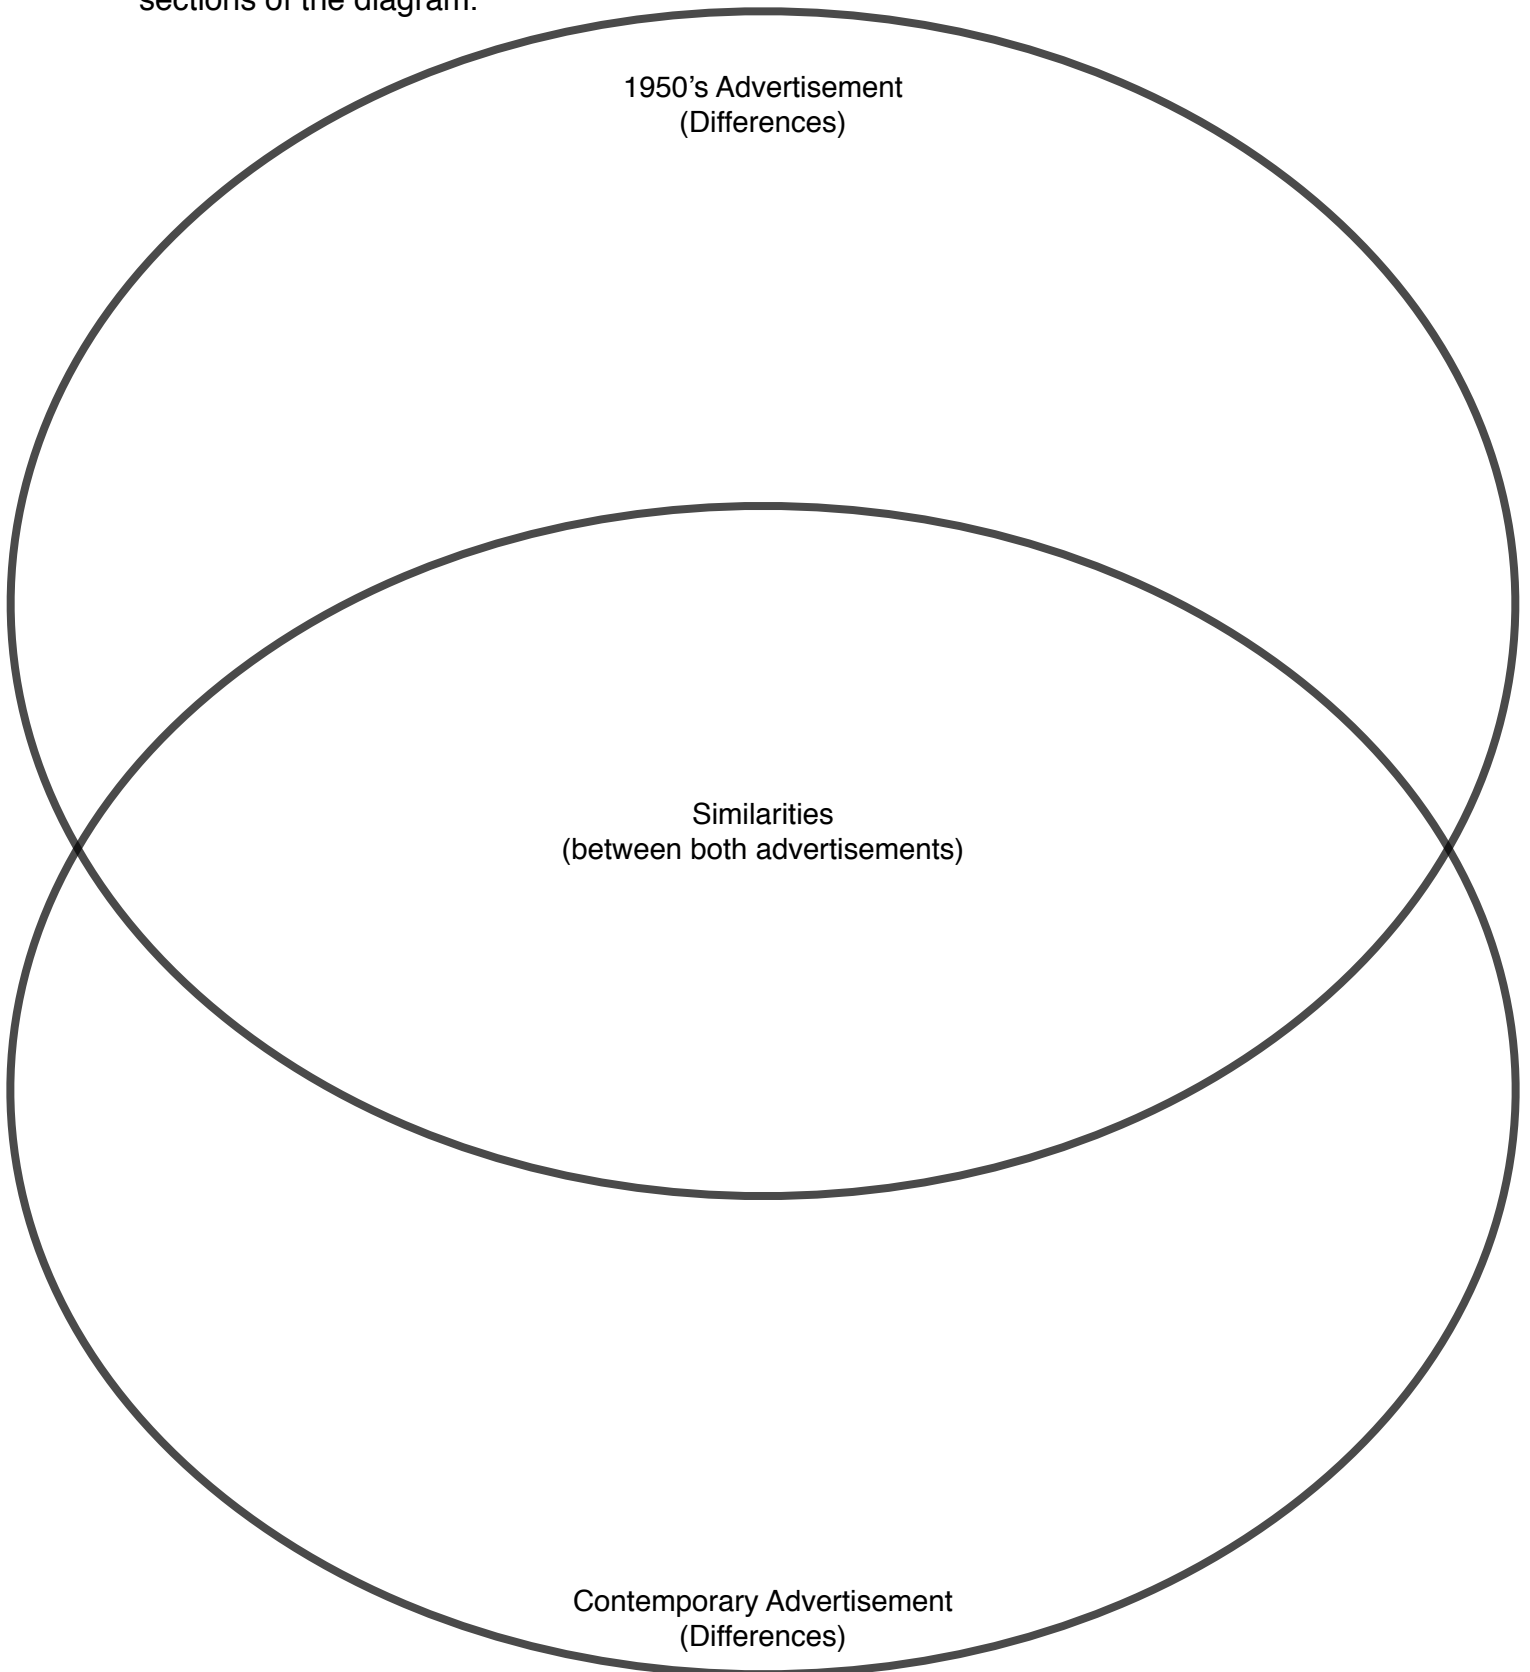 sections of the diagram.
1950’s Advertisement
(Differences)
Similarities
(between both advertisements)
Contemporary Advertisement
(Differences)